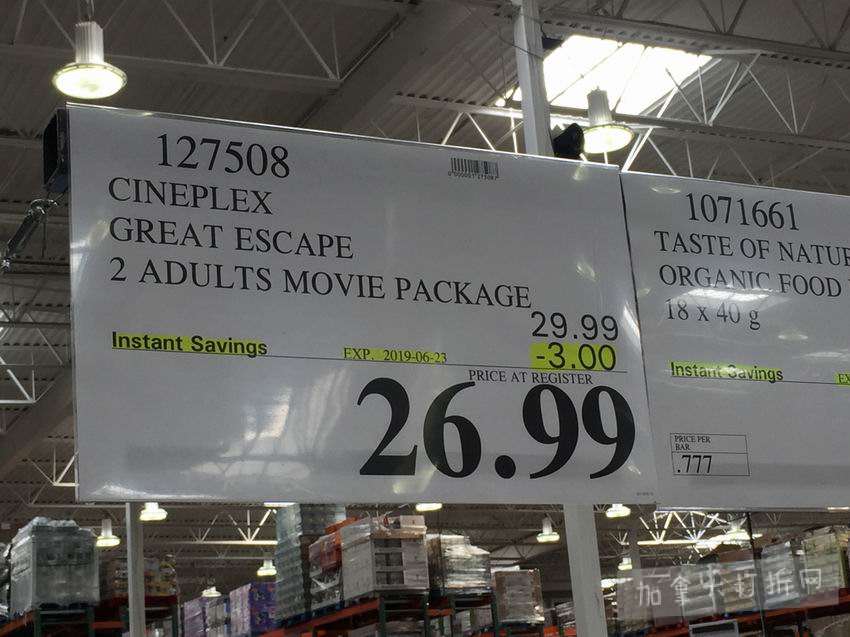 127508
CINEPLEX
GREAT ESCAPE
2 ADULTS MOVIE PACKAGE
29.99
Instant Savings EXP. 2019-06-23 -3.00
PRICE AT REGISTER
26.99
1071661
TASTE OF NATUR
ORGANIC FOOD
18 x 40 g
Instant Savings EX
PRICE PER
BAR
.777
加拿大打折网